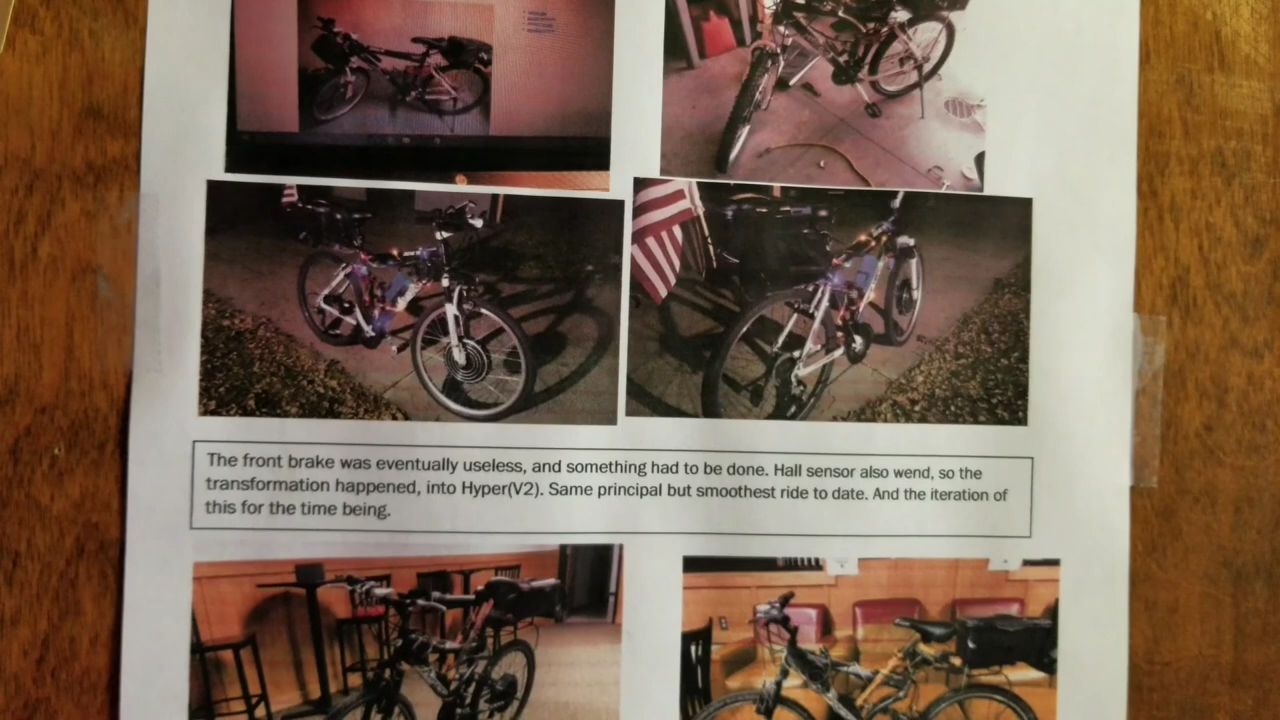 The front brake was eventually useless, and something had to be done. Hall sensor also wend, so the
transformation happened, into Hyper(V2). Same principal but smoothest ride to date. And the iteration of
this for the time being.